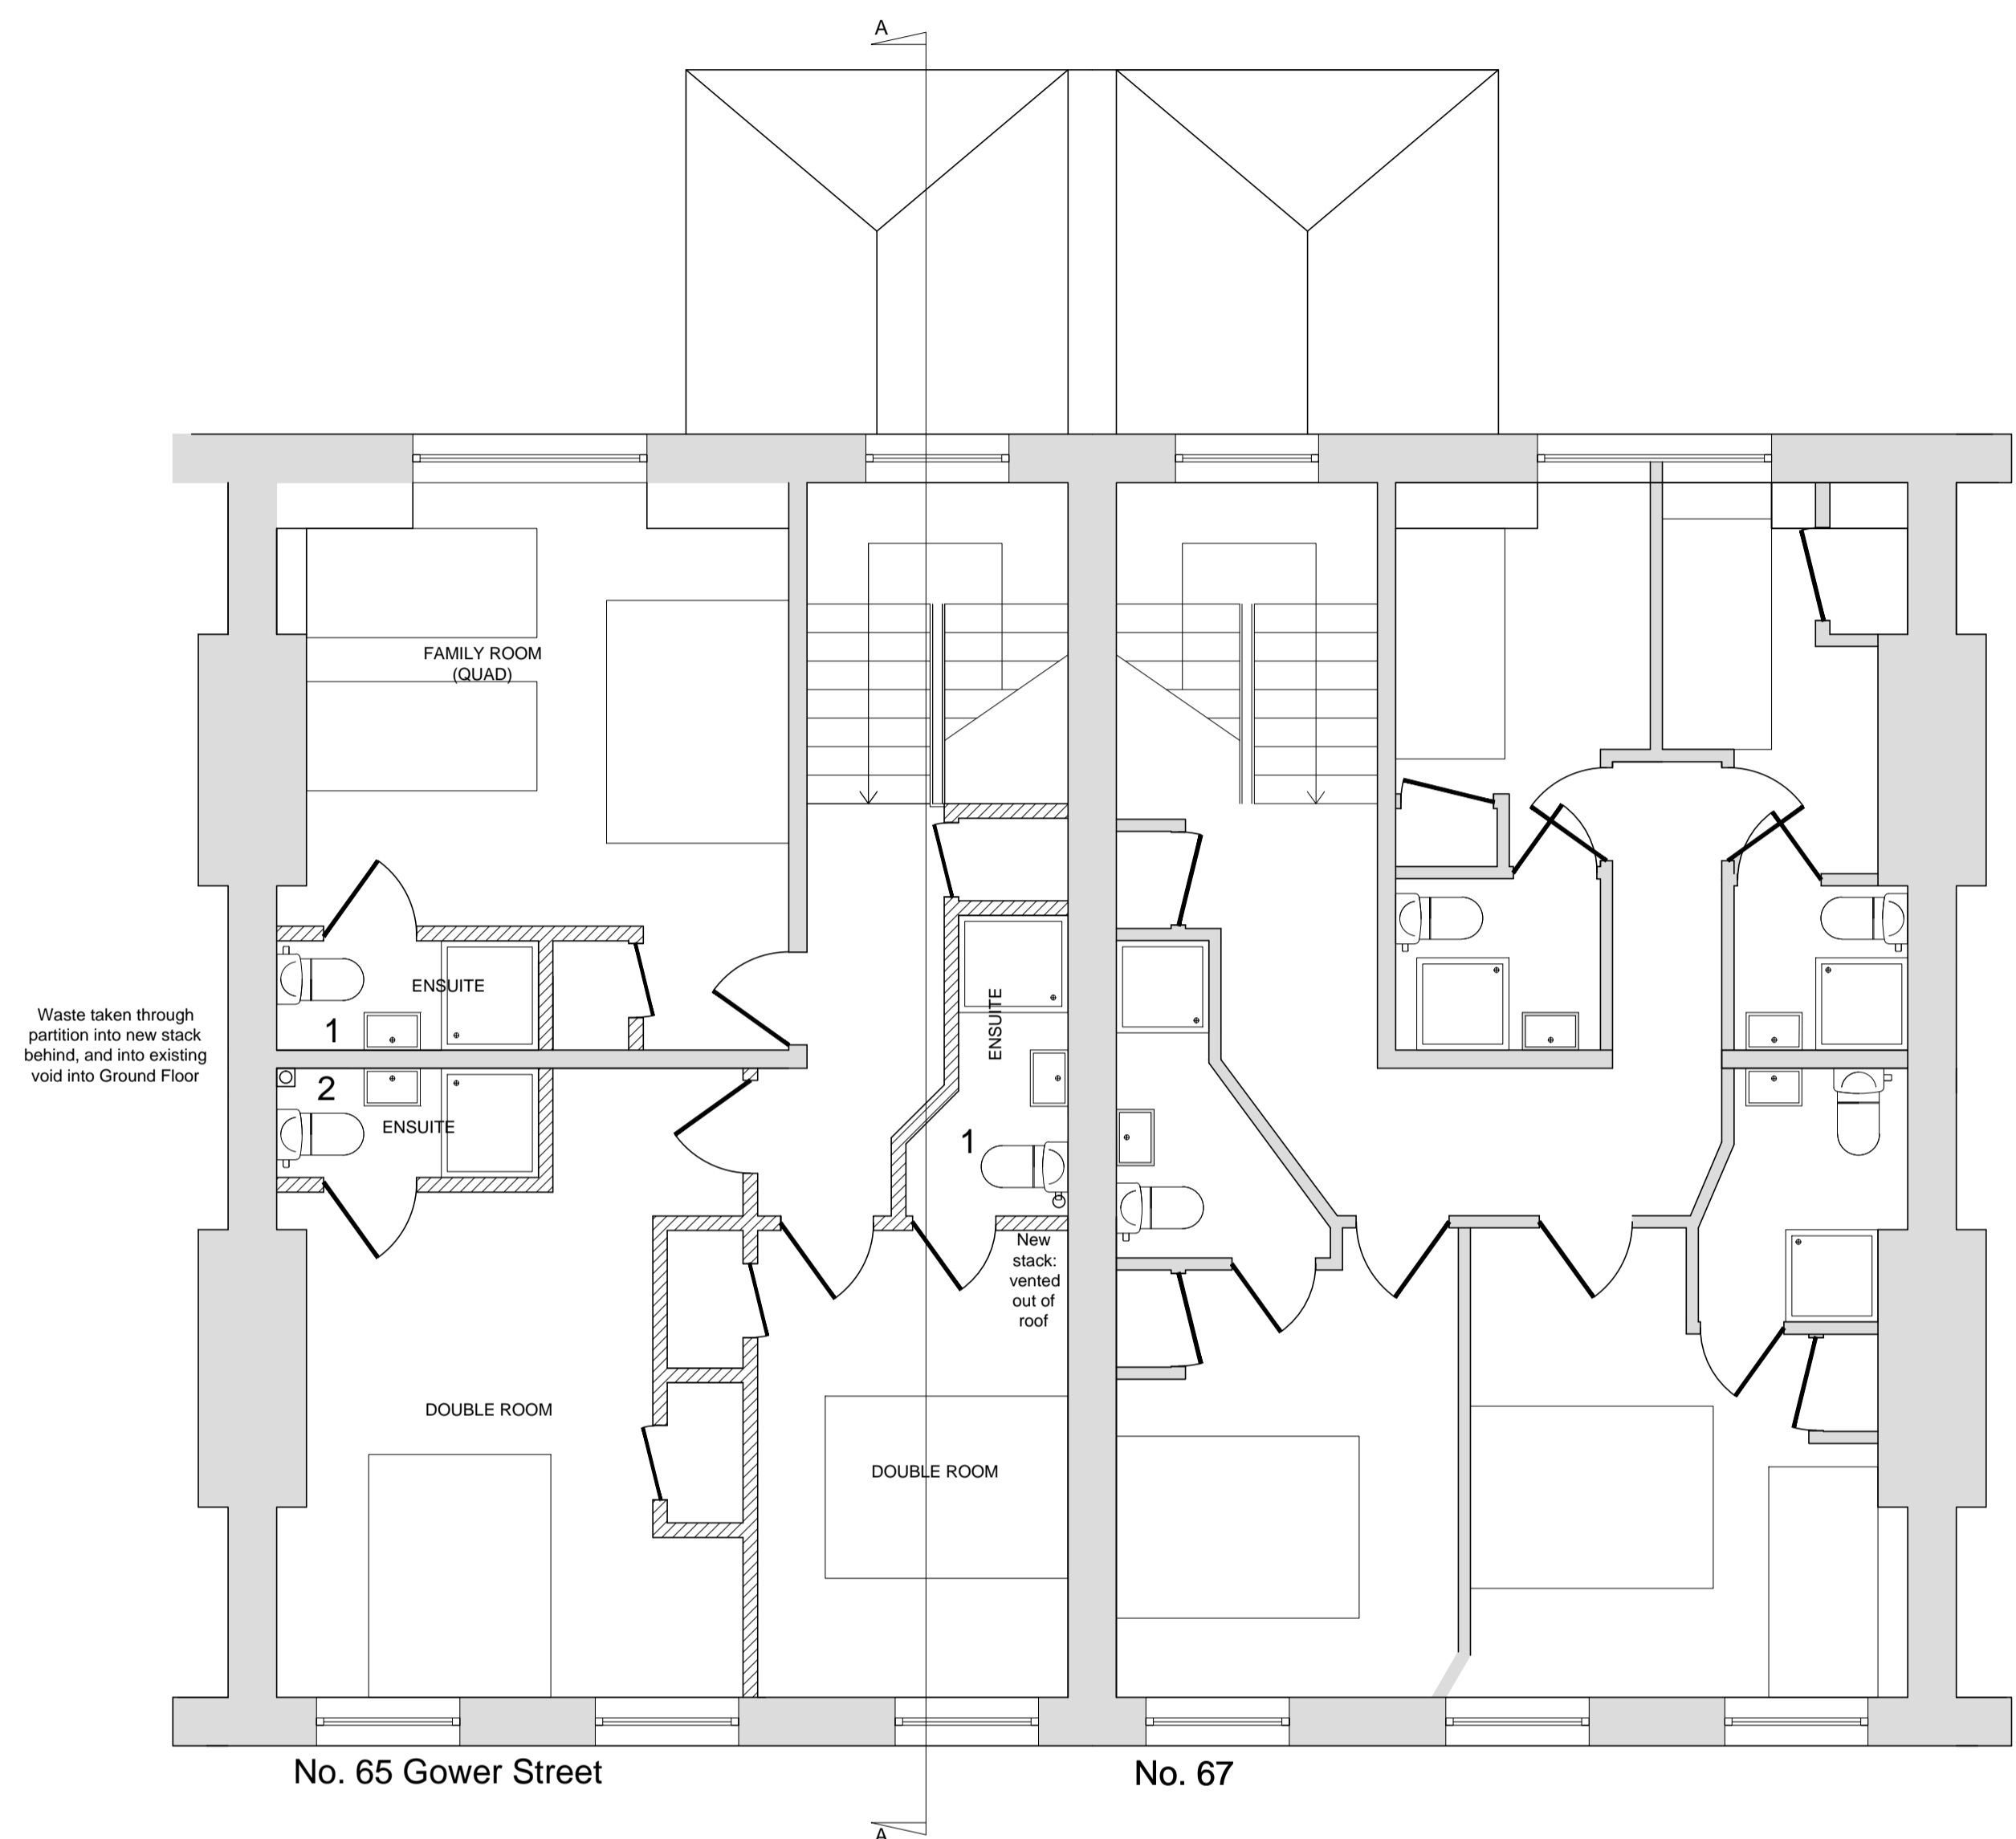 A
FAMILY ROOM
(QUAD)
ENSUITE
1
Waste taken through
partition into new stack
behind, and into existing
void into Ground Floor
2
ENSUITE
ENSUITE
1
New
stack:
vented
out of
roof
DOUBLE ROOM
DOUBLE ROOM
No. 65 Gower Street
No. 67
A